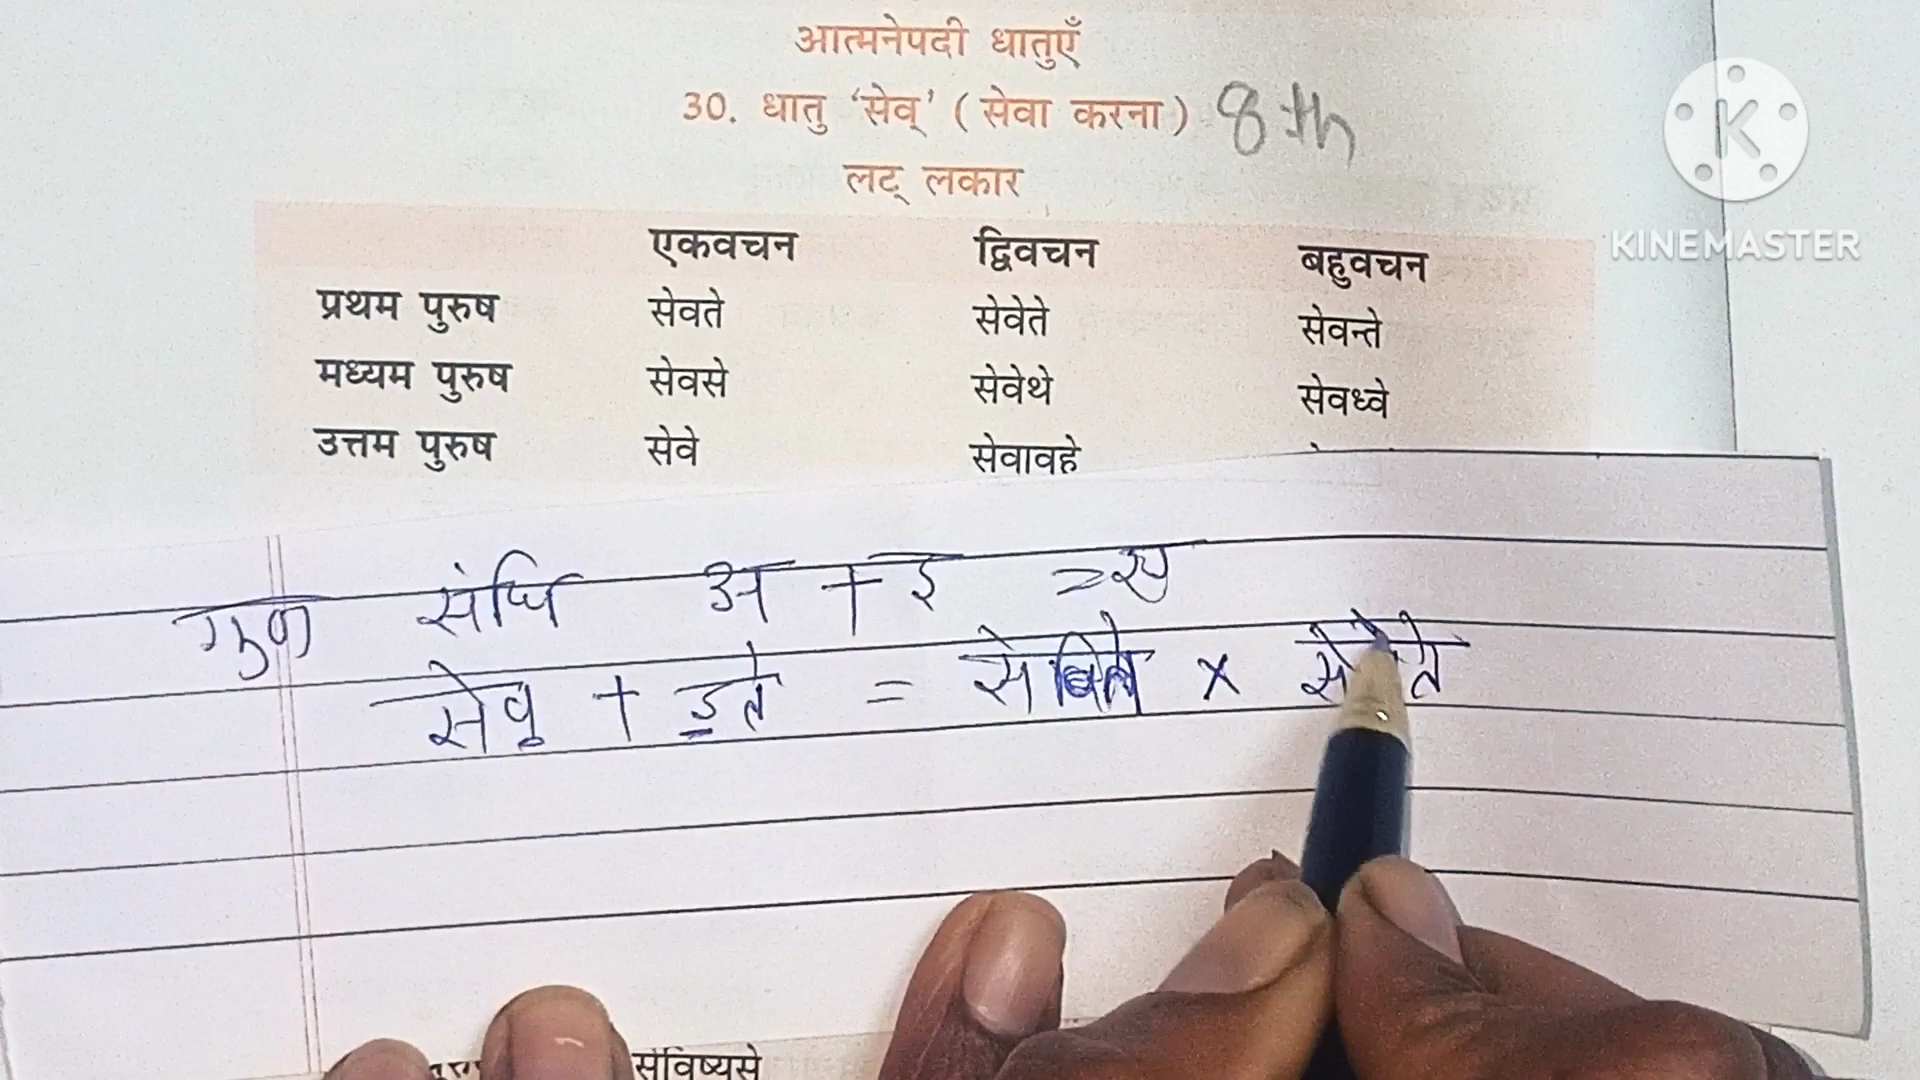 आत्मनेपदी धातुएँ
30. धातु ‘सेव्’ ( सेवा करना ) 8th
लट् लकार
एकवचन द्विवचन बहुवचन
प्रथम पुरुष सेवते सेवेते सेवन्ते
मध्यम पुरुष सेवसे सेवेथे सेवध्वे
उत्तम पुरुष सेवे सेवावहे
गुण संधि अ + इ = ए
सेव् + इते = सेविते × 
संविष्यसे
K
KINEMASTER